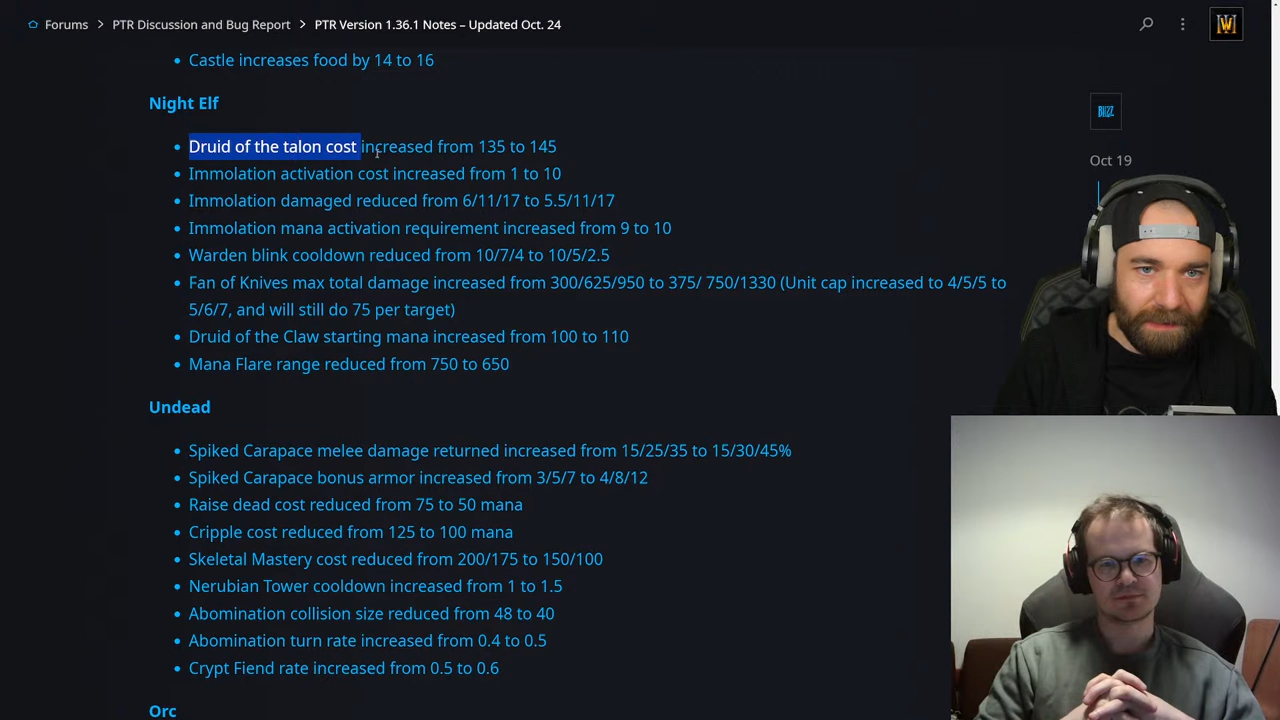 Forums > PTR Discussion and Bug Report > PTR Version 1.36.1 Notes – Updated Oct. 24
• Castle increases food by 14 to 16
Night Elf
• Druid of the talon cost increased from 135 to 145
• Immolation activation cost increased from 1 to 10
• Immolation damaged reduced from 6/11/17 to 5.5/11/17
• Immolation mana activation requirement increased from 9 to 10
• Warden blink cooldown reduced from 10/7/4 to 10/5/2.5
• Fan of Knives max total damage increased from 300/625/950 to 375/ 750/1330 (Unit cap increased to 4/5/5 to
5/6/7, and will still do 75 per target)
• Druid of the Claw starting mana increased from 100 to 110
• Mana Flare range reduced from 750 to 650
Undead
• Spiked Carapace melee damage returned increased from 15/25/35 to 15/30/45%
• Spiked Carapace bonus armor increased from 3/5/7 to 4/8/12
• Raise dead cost reduced from 75 to 50 mana
• Cripple cost reduced from 125 to 100 mana
• Skeletal Mastery cost reduced from 200/175 to 150/100
• Nerubian Tower cooldown increased from 1 to 1.5
• Abomination collision size reduced from 48 to 40
• Abomination turn rate increased from 0.4 to 0.5
• Crypt Fiend rate increased from 0.5 to 0.6
Orc
BLIZZ
Oct 19